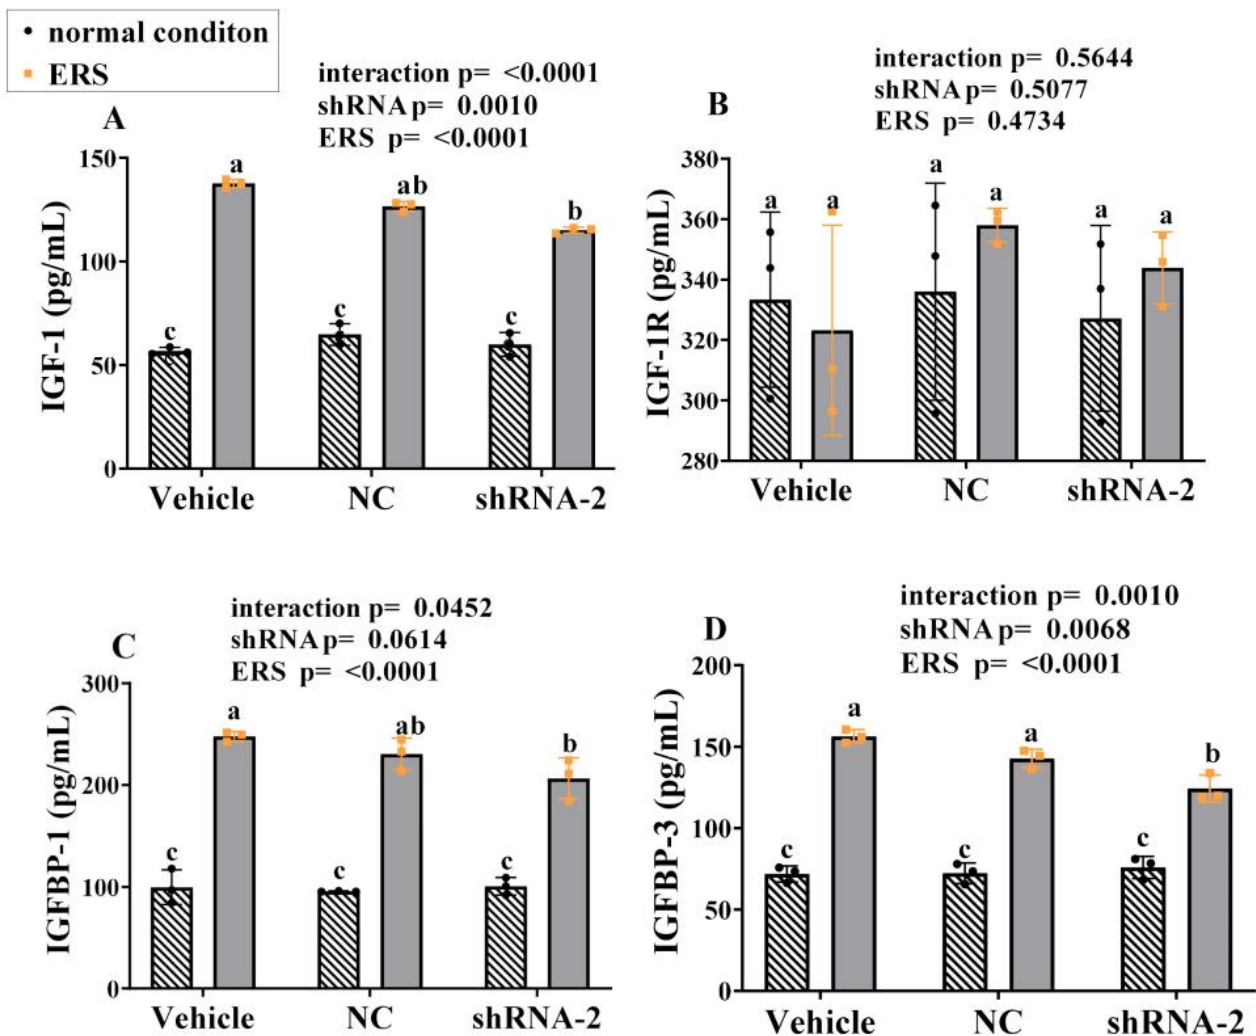 normal conditon
ERS
A
interaction p= <0.0001
shRNA p= 0.0010
ERS p= <0.0001
IGF-1 (pg/mL)
150
100
50
0
a
ab
b
c
c
c
Vehicle
NC
shRNA-2
B
interaction p= 0.5644
shRNA p= 0.5077
ERS p= 0.4734
IGF-1R (pg/mL)
380
360
340
320
300
280
a
a
a
a
a
a
Vehicle
NC
shRNA-2
C
interaction p= 0.0452
shRNA p= 0.0614
ERS p= <0.0001
IGFBP-1 (pg/mL)
300
200
100
0
a
ab
b
c
c
c
Vehicle
NC
shRNA-2
D
interaction p= 0.0010
shRNA p= 0.0068
ERS p= <0.0001
IGFBP-3 (pg/mL)
200
150
100
50
0
a
a
b
c
c
c
Vehicle
NC
shRNA-2